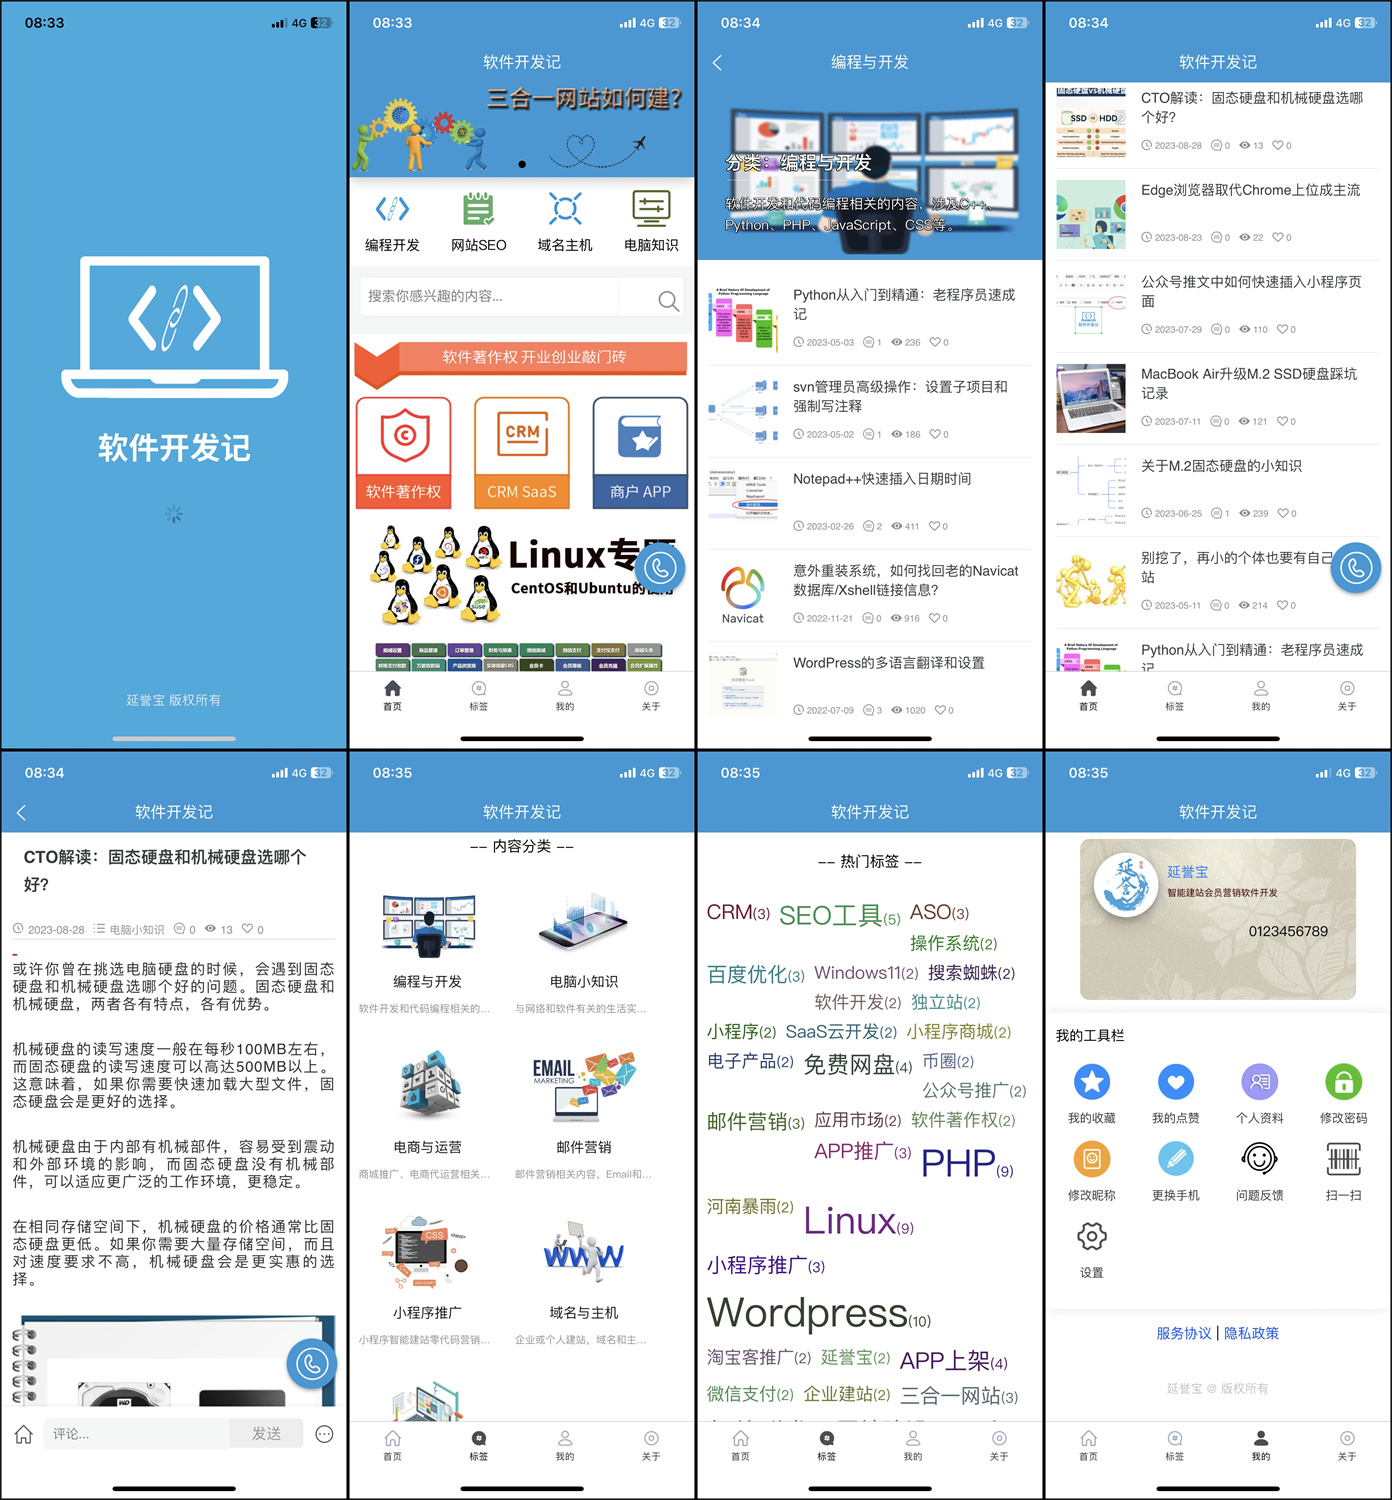 08:33
4G 32
软件开发记
延誉宝 版权所有
08:33
4G 32
软件开发记
三合一网站如何建?
编程开发 网站SEO 域名主机 电脑知识
搜索你感兴趣的内容...
软件著作权 开业创业敲门砖
CRM
软件著作权 CRM SaaS 商户 APP
Linux专题
CentOS和Ubuntu的使用
首页 标签 我的 关于
08:34
4G 32
编程与开发
分类：编程与开发
软件开发和代码编程相关的内容，涉及C++、
Python、PHP、JavaScript、CSS等。
Python从入门到精通：老程序员速成
记
2023-05-03 1 236 0
svn管理员高级操作：设置子项目和
强制写注释
2023-05-02 1 186 0
Notepad++快速插入日期时间
2023-02-26 2 411 0
意外重装系统，如何找回老的Navicat
数据库/Xshell链接信息?
Navicat
2022-11-21 0 916 0
WordPress的多语言翻译和设置
2022-07-09 3 1020 0
08:34
4G 32
软件开发记
SSD HDD
CTO解读：固态硬盘和机械硬盘选哪
个好?
2023-08-28 0 13 0
Edge浏览器取代Chrome上位成主流
2023-08-23 0 22 0
公众号推文中如何快速插入小程序页
面
2023-07-29 0 110 0
MacBook Air升级M.2 SSD硬盘踩坑
记录
2023-07-11 0 121 0
关于M.2固态硬盘的小知识
2023-06-25 1 239 0
别挖了，再小的个体也要有自己
站
2023-05-11 0 214 0
Python从入门到精通：老程序员速成
记
首页 标签 我的 关于
08:34
4G 32
软件开发记
CTO解读：固态硬盘和机械硬盘选哪个
好?
2023-08-28 电脑小知识 0 13 0
或许你曾在挑选电脑硬盘的时候，会遇到固态
硬盘和机械硬盘选哪个好的问题。固态硬盘和
机械硬盘，两者各有特点，各有优势。
机械硬盘的读写速度一般在每秒100MB左右，
而固态硬盘的读写速度可以高达500MB以上。
这意味着，如果你需要快速加载大型文件，固
态硬盘会是更好的选择。
机械硬盘由于内部有机械部件，容易受到震动
和外部环境的影响，而固态硬盘没有机械部
件，可以适应更广泛的工作环境，更稳定。
在相同存储空间下，机械硬盘的价格通常比固
态硬盘更低。如果你需要大量存储空间，而且
对速度要求不高，机械硬盘会是更实惠的选
择。
评论... 发送
08:35
4G 32
软件开发记
-- 内容分类 --
编程与开发 电脑小知识
软件开发和代码编程相关的... 与网络和软件有关的生活实...
EMAIL
MARKETING
电商与运营 邮件营销
商城推广、电商代运营相关... 邮件营销相关内容，Email和...
CSS
WWW
小程序推广 域名与主机
小程序智能建站零代码营销... 企业或个人建站，域名和主...
首页 标签 我的 关于
08:35
4G 32
软件开发记
-- 热门标签 --
CRM(3) SEO工具(5) ASO(3)
操作系统(2)
百度优化(3) Windows11(2) 搜索蜘蛛(2)
软件开发(2) 独立站(2)
小程序(2) SaaS云开发(2) 小程序商城(2)
电子产品(2) 免费网盘(4) 币圈(2)
公众号推广(2)
邮件营销(3) 应用市场(2) 软件著作权(2)
APP推广(3) PHP(9)
河南暴雨(2) Linux(9)
小程序推广(3)
Wordpress(10)
淘宝客推广(2) 延誉宝(2) APP上架(4)
微信支付(2) 企业建站(2) 三合一网站(3)
首页 标签 我的 关于
08:35
4G 32
软件开发记
延誉宝
智能建站会员营销软件开发
0123456789
我的工具栏
我的收藏 我的点赞 个人资料 修改密码
修改昵称 更换手机 问题反馈 扫一扫
设置
服务协议 | 隐私政策
延誉宝 @ 版权所有
首页 标签 我的 关于